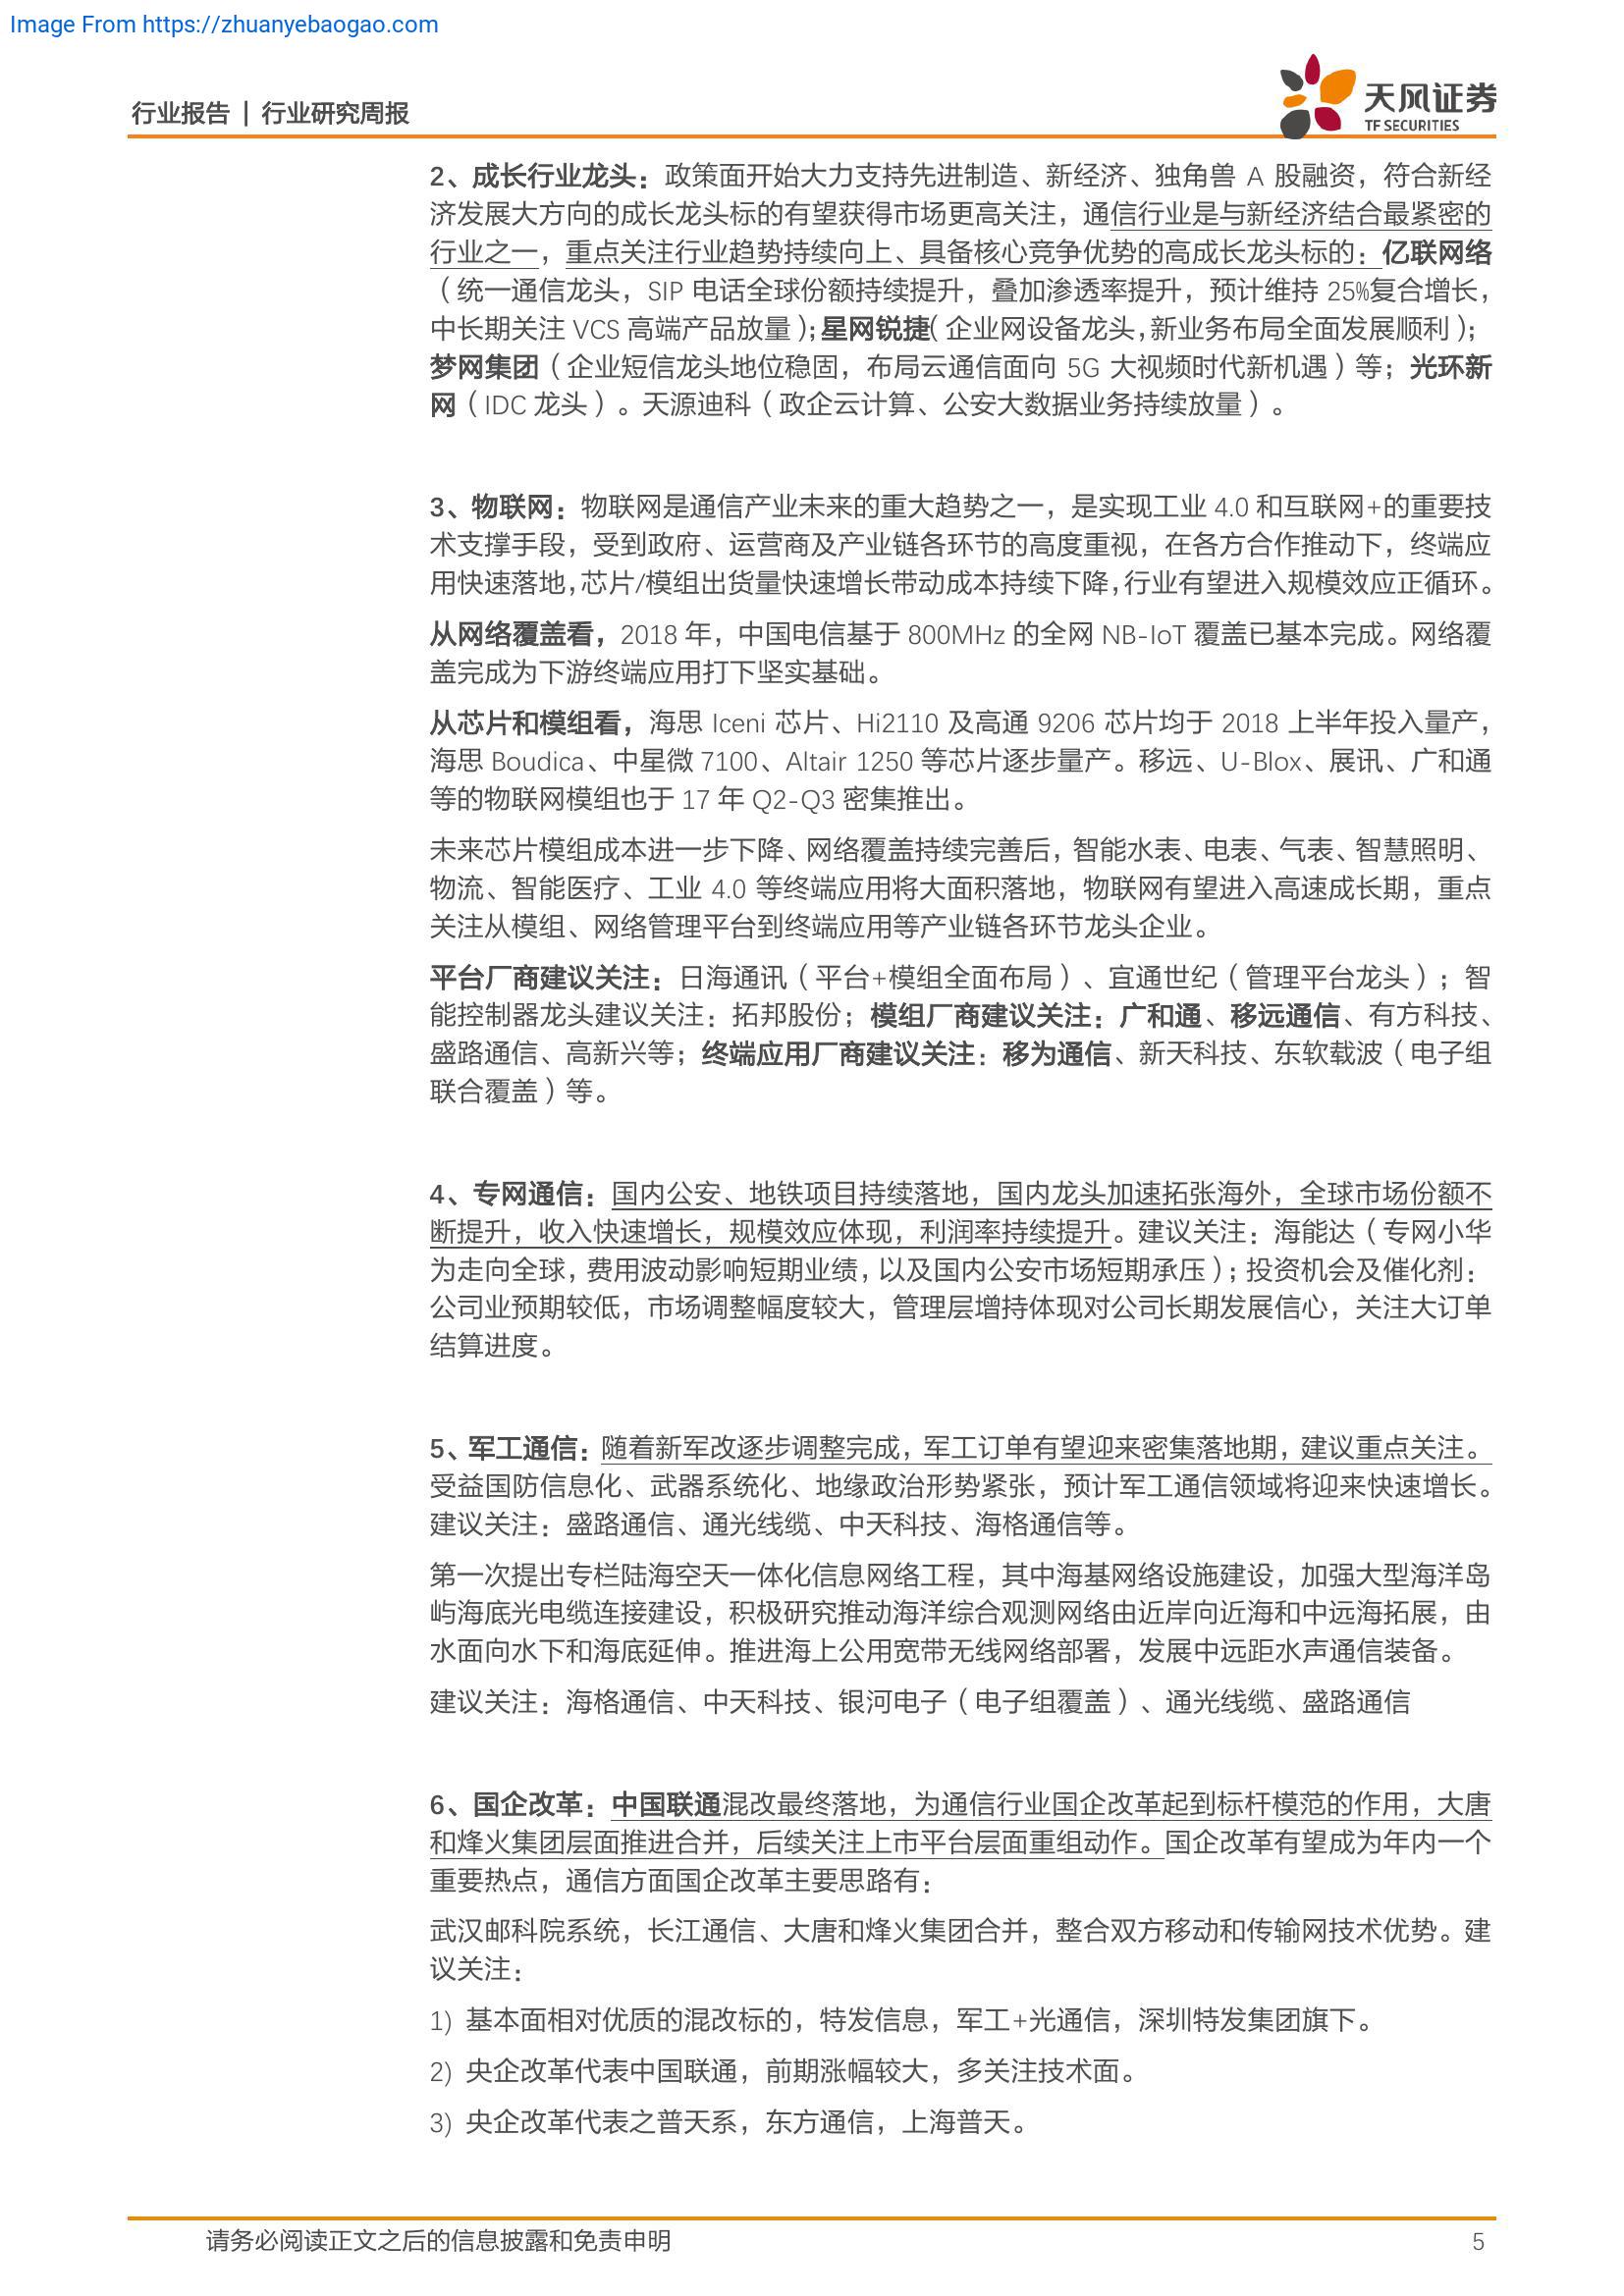 Image From https://zhuanyebaogao.com
行业报告 | 行业研究周报
天风证券
TF SECURITIES
2、成长行业龙头：政策面开始大力支持先进制造、新经济、独角兽 A 股融资，符合新经
济发展大方向的成长龙头标的有望获得市场更高关注，通信行业是与新经济结合最紧密的
行业之一，重点关注行业趋势持续向上、具备核心竞争优势的高成长龙头标的：亿联网络
（统一通信龙头，SIP 电话全球份额持续提升，叠加渗透率提升，预计维持 25%复合增长，
中长期关注 VCS 高端产品放量）；星网锐捷（企业网设备龙头，新业务布局全面发展顺利）；
梦网集团（企业短信龙头地位稳固，布局云通信面向 5G 大视频时代新机遇）等；光环新
网（IDC 龙头）。天源迪科（政企云计算、公安大数据业务持续放量）。
3、物联网：物联网是通信产业未来的重大趋势之一，是实现工业 4.0 和互联网+的重要技
术支撑手段，受到政府、运营商及产业链各环节的高度重视，在各方合作推动下，终端应
用快速落地，芯片/模组出货量快速增长带动成本持续下降，行业有望进入规模效应正循环。
从网络覆盖看，2018 年，中国电信基于 800MHz 的全网 NB-IoT 覆盖已基本完成。网络覆
盖完成为下游终端应用打下坚实基础。
从芯片和模组看，海思 Iceni 芯片、Hi2110 及高通 9206 芯片均于 2018 上半年投入量产，
海思 Boudica、中星微 7100、Altair 1250 等芯片逐步量产。移远、U-Blox、展讯、广和通
等的物联网模组也于 17 年 Q2-Q3 密集推出。
未来芯片模组成本进一步下降、网络覆盖持续完善后，智能水表、电表、气表、智慧照明、
物流、智能医疗、工业 4.0 等终端应用将大面积落地，物联网有望进入高速成长期，重点
关注从模组、网络管理平台到终端应用等产业链各环节龙头企业。
平台厂商建议关注：日海通讯（平台+模组全面布局）、宜通世纪（管理平台龙头）；智
能控制器龙头建议关注：拓邦股份；模组厂商建议关注：广和通、移远通信、有方科技、
盛路通信、高新兴等；终端应用厂商建议关注：移为通信、新天科技、东软载波（电子组
联合覆盖）等。
4、专网通信：国内公安、地铁项目持续落地，国内龙头加速拓张海外，全球市场份额不
断提升，收入快速增长，规模效应体现，利润率持续提升。建议关注：海能达（专网小华
为走向全球，费用波动影响短期业绩，以及国内公安市场短期承压）；投资机会及催化剂：
公司业预期较低，市场调整幅度较大，管理层增持体现对公司长期发展信心，关注大订单
结算进度。
5、军工通信：随着新军改逐步调整完成，军工订单有望迎来密集落地期，建议重点关注。
受益国防信息化、武器系统化、地缘政治形势紧张，预计军工通信领域将迎来快速增长。
建议关注：盛路通信、通光线缆、中天科技、海格通信等。
第一次提出专栏陆海空天一体化信息网络工程，其中海基网络设施建设，加强大型海洋岛
屿海底光电缆连接建设，积极研究推动海洋综合观测网络由近岸向近海和中远海拓展，由
水面向水下和海底延伸。推进海上公用宽带无线网络部署，发展中远距水声通信装备。
建议关注：海格通信、中天科技、银河电子（电子组覆盖）、通光线缆、盛路通信
6、国企改革：中国联通混改最终落地，为通信行业国企改革起到标杆模范的作用，大唐
和烽火集团层面推进合并，后续关注上市平台层面重组动作。国企改革有望成为年内一个
重要热点，通信方面国企改革主要思路有：
武汉邮科院系统，长江通信、大唐和烽火集团合并，整合双方移动和传输网技术优势。建
议关注：
1) 基本面相对优质的混改标的，特发信息，军工+光通信，深圳特发集团旗下。
2) 央企改革代表中国联通，前期涨幅较大，多关注技术面。
3) 央企改革代表之普天系，东方通信，上海普天。
请务必阅读正文之后的信息披露和免责申明
5